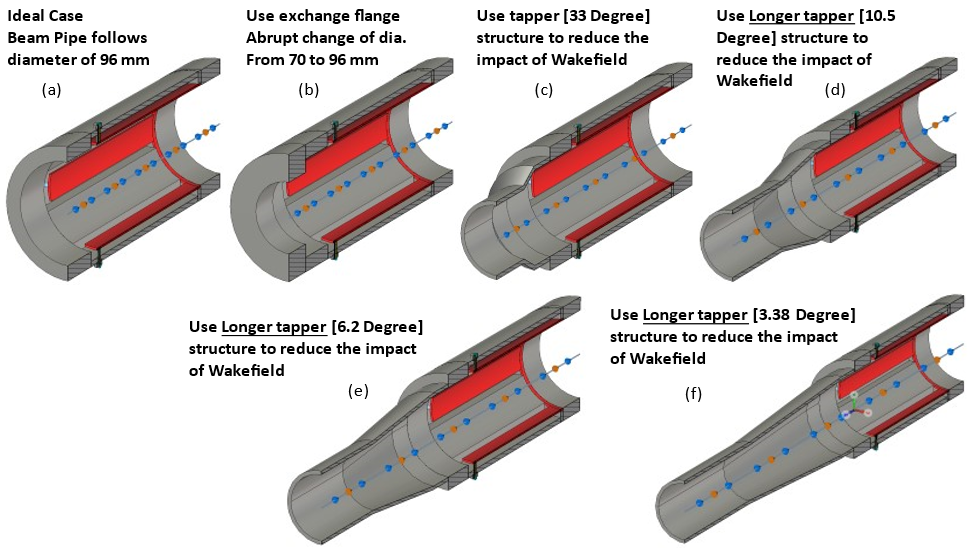 Ideal Case
Beam Pipe follows
diameter of 96 mm
(a)
Use exchange flange
Abrupt change of dia.
From 70 to 96 mm
(b)
Use tapper [33 Degree]
structure to reduce the
impact of Wakefield
(c)
Use Longer tapper [10.5
Degree] structure to
reduce the impact of
Wakefield
(d)
Use Longer tapper [6.2 Degree]
structure to reduce the impact
of Wakefield
(e)
Use Longer tapper [3.38 Degree]
structure to reduce the impact
of Wakefield
(f)